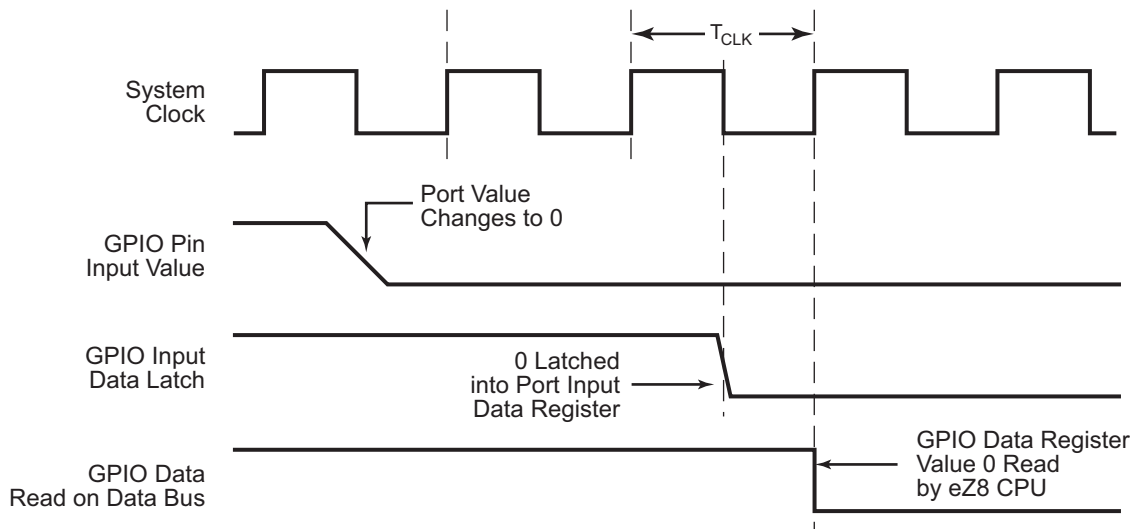 TCLK
System
Clock
Port Value
Changes to 0
GPIO Pin
Input Value
GPIO Input
Data Latch
0 Latched
into Port Input
Data Register
GPIO Data
Read on Data Bus
GPIO Data Register
Value 0 Read
by eZ8 CPU